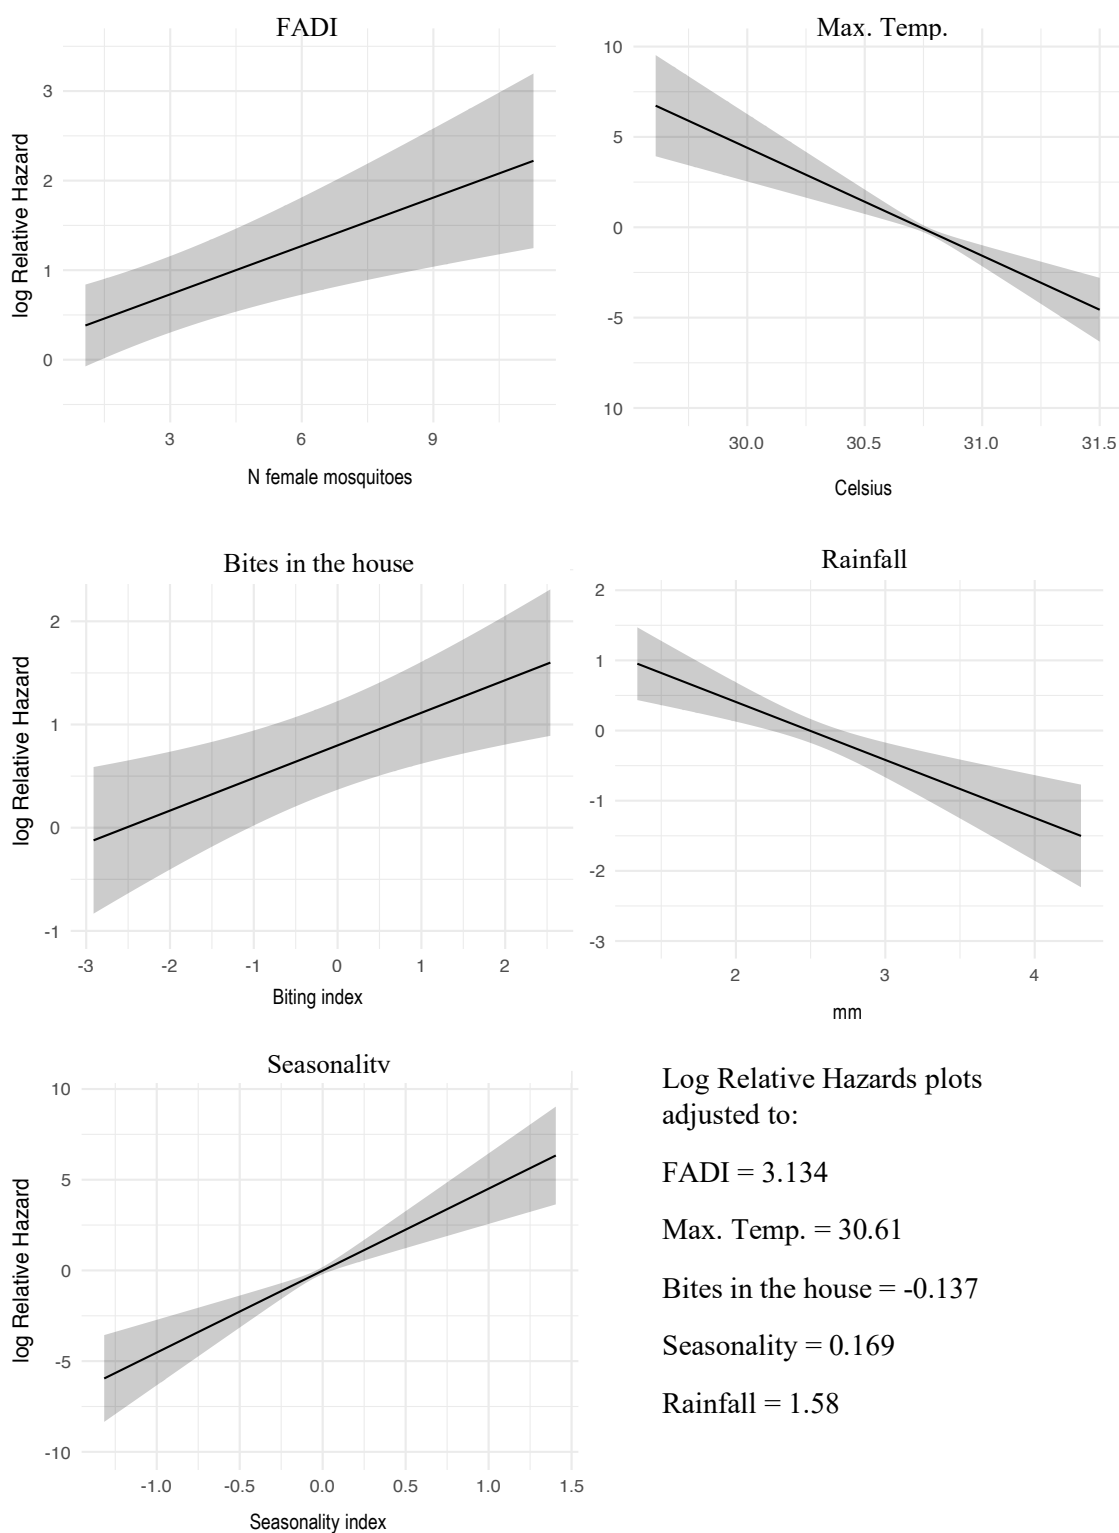 FADI
log Relative Hazard
3
2
1
0
3 6 9
N female mosquitoes
Max. Temp.
10
5
0
-5
10
30.0 30.5 31.0 31.5
Celsius
Bites in the house
log Relative Hazard
2
1
0
-1
-3 -2 -1 0 1 2
Biting index
Rainfall
2
1
0
-1
-2
-3
2 3 4
mm
Seasonality
log Relative Hazard
10
5
0
-5
-10
-1.0 -0.5 0.0 0.5 1.0 1.5
Seasonality index
Log Relative Hazards plots
adjusted to:
FADI = 3.134
Max. Temp. = 30.61
Bites in the house = -0.137
Seasonality = 0.169
Rainfall = 1.58